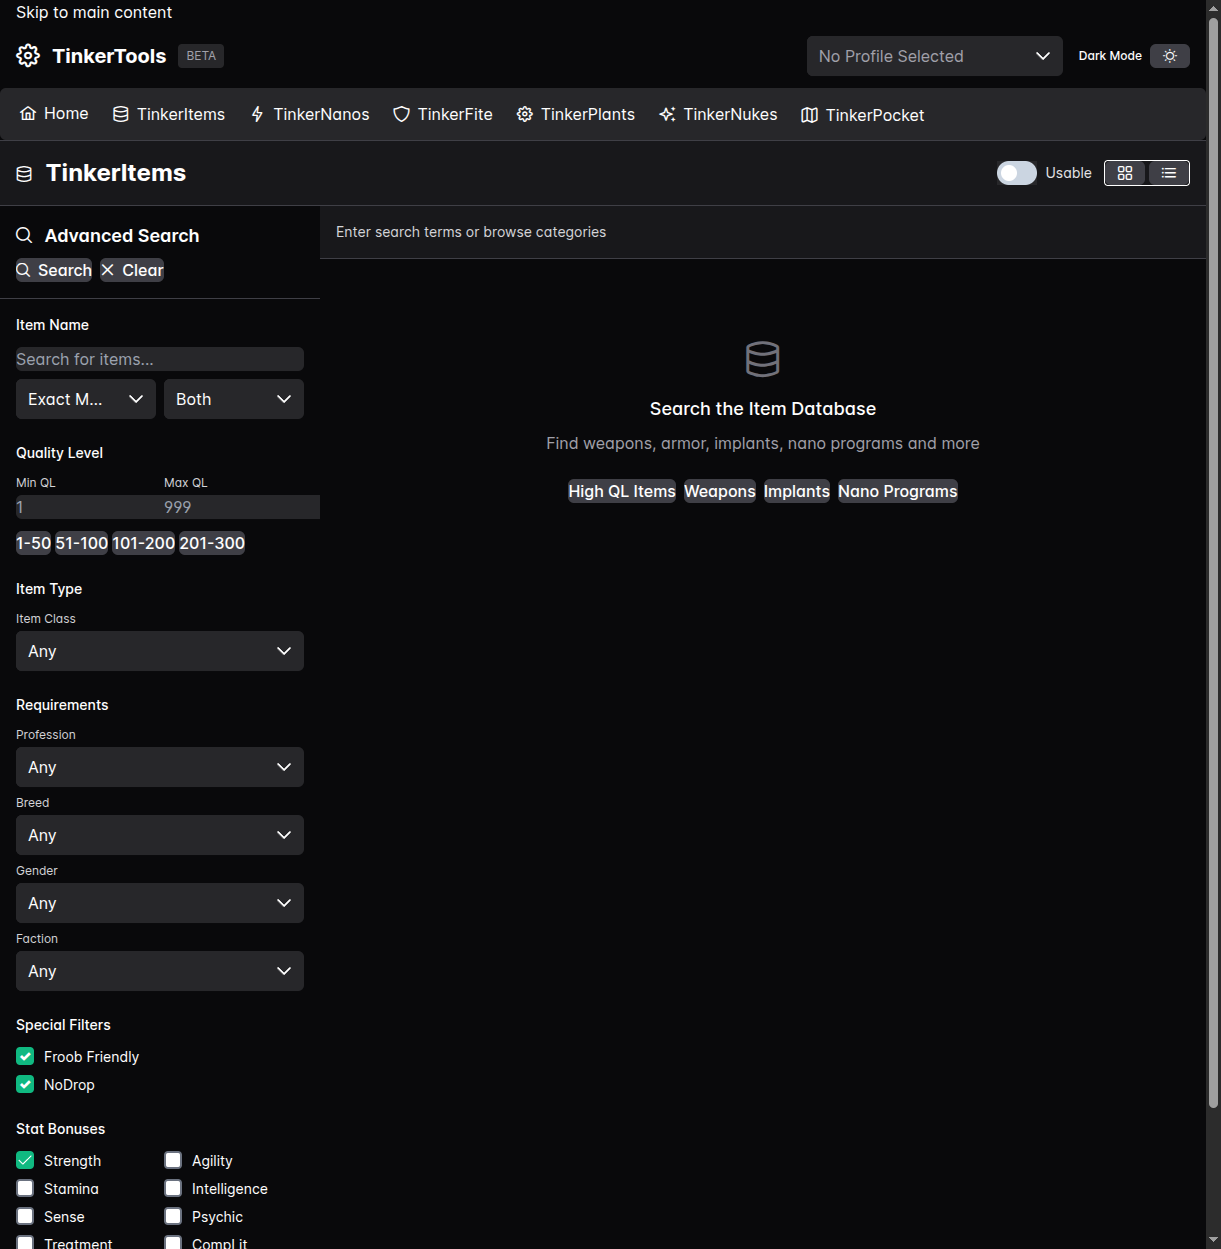 Skip to main content
TinkerTools BETA
No Profile Selected
Dark Mode
Home TinkerItems TinkerNanos TinkerFite TinkerPlants TinkerNukes TinkerPocket
TinkerItems
Usable
Advanced Search
Search Clear
Enter search terms or browse categories
Item Name
Search for items...
Exact M... Both
Quality Level
Min QL Max QL
1 999
1-50 51-100 101-200 201-300
Item Type
Item Class
Any
Requirements
Profession
Any
Breed
Any
Gender
Any
Faction
Any
Special Filters
Froob Friendly
NoDrop
Stat Bonuses
Strength Agility
Stamina Intelligence
Sense Psychic
Treatment Comp.Lit
Search the Item Database
Find weapons, armor, implants, nano programs and more
High QL Items Weapons Implants Nano Programs